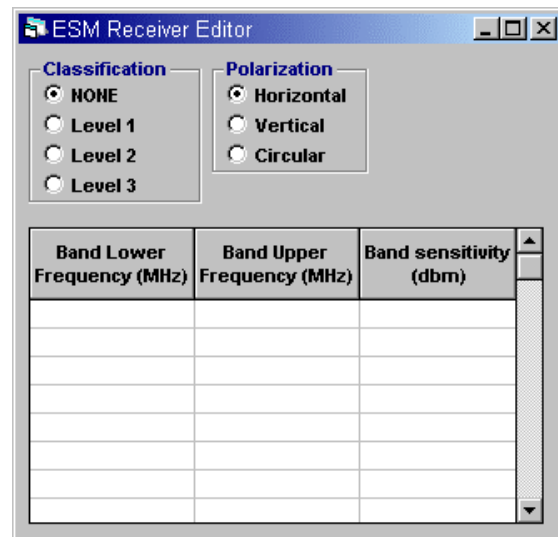 ESM Receiver Editor
Classification
NONE
Level 1
Level 2
Level 3
Polarization
Horizontal
Vertical
Circular
Band Lower
Frequency (MHz)
Band Upper
Frequency (MHz)
Band sensitivity
(dbm)